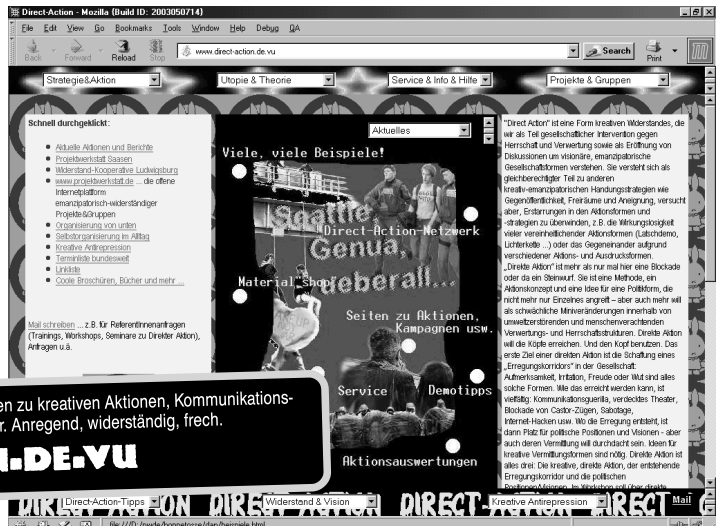 Direct-Action - Mozilla {Build ID: 2003050714}
File Edit View Go Bookmarks Tools Window Help Debug QA
Back Forward Reload Stop www.direct-action.de.vu Search Print
Strategie&Aktion Utopie & Theorie Service & Info & Hilfe Projekte & Gruppen
Schnell durchgeklickt:
Aktuelle Aktionen und Berichte
Projektwerkstatt Saasen
Widerstand-Kooperative Ludwigsburg
www.projektwerkstatt.de ... die offene
Internetplattform
emanzipatorisch-widerständiger
Projekte&Gruppen
Organisierung von unten
Selbstorganisierung im Alltag
Kreative Antirepression
Terminliste bundesweit
Linkliste
Coole Broschüren, Bücher und mehr ...
Mail schreiben ... z.B. für ReferentInnenanfragen
(Trainings, Workshops, Seminare zu Direkter Aktion),
Anfragen u.ä.
Aktuelles
Viele, viele Beispiele!
Seattle,
Direct-Action-Netzwerk
Genua,
Material shop
ueberall...
Seiten zu Aktionen,
Kampagnen usw.
Service Demotipps
Aktionsauswertungen
"Direct Action" ist eine Form kreativen Widerstandes, die
wir als Teil gesellschaftlicher Intervention gegen
Herrschaft und Verwertung sowie als Eröffnung von
Diskussionen um visionäre, emanzipatorische
Gesellschaftsformen verstehen. Sie versteht sich als
gleichberechtigter Teil zu anderen
kreativ-emanzipatorischen Handlungsstrategien wie
Gegenöffentlichkeit, Freiräume und Aneignung, versucht
aber, Erstarrungen in den Aktionsformen und
-strategien zu überwinden, z.B. die Wirkungslosigkeit
vieler vereinheitlichender Aktionsformen (Latschdemo,
Lichterkette ...) oder das Gegeneinander aufgrund
verschiedener Aktions- und Ausdrucksformen.
„Direkte Aktion" ist mehr als nur mal hier eine Blockade
oder da ein Steinwurf. Sie ist eine Methode, ein
Aktionskonzept und eine Idee für eine Politikform, die
nicht mehr nur Einzelnes angreift – aber auch mehr will
als schwächliche Miniveränderungen innerhalb von
umweltzerstörenden und menschenverachtenden
Verwertungs- und Herrschaftsstrukturen. Direkte Aktion
will die Köpfe erreichen. Und den Kopf benutzen. Das
erste Ziel einer direkten Aktion ist die Schaffung eines
„Erregungskorridors" in der Gesellschaft:
Aufmerksamkeit, Irritation, Freude oder Wut sind alles
solche Formen. Wie das erreicht werden kann, ist
vielfältig: Kommunikationsguerilla, verdecktes Theater,
Blockade von Castor-Zügen, Sabotage,
Internet-Hacken usw. Wo die Erregung entsteht, ist
dann Platz für politische Positionen und Visionen - aber
auch deren Vermittlung will durchdacht sein. Ideen für
kreative Vermittlungsformen sind nötig. Direkte Aktion ist
alles drei: Die kreative, direkte Aktion, der entstehende
Erregungskorridor und die politischen
Positionen/Visionen. Im Workshop soll über direkte
en zu kreativen Aktionen, Kommunikations-
r. Anregend, widerständig, frech.
N.DE.VU
DIREKT-ACTION DIRECT-ACTION DIRECT-ACTION DIRECT
Direct-Action-Tipps Widerstand & Vision Kreative Antirepression Mail